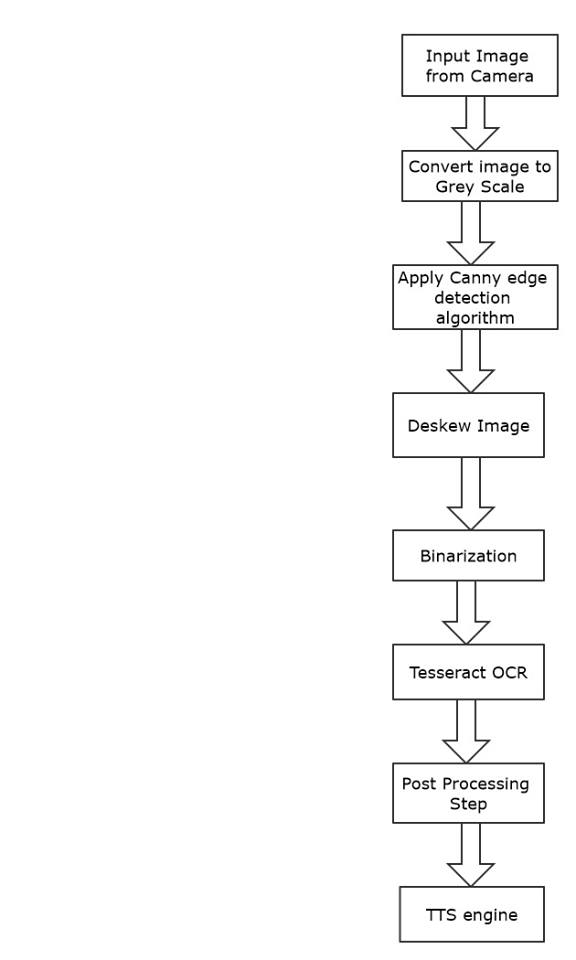 Input Image
from Camera
Convert image to
Grey Scale
Apply Canny edge
detection
algorithm
Deskew Image
Binarization
Tesseract OCR
Post Processing
Step
TTS engine